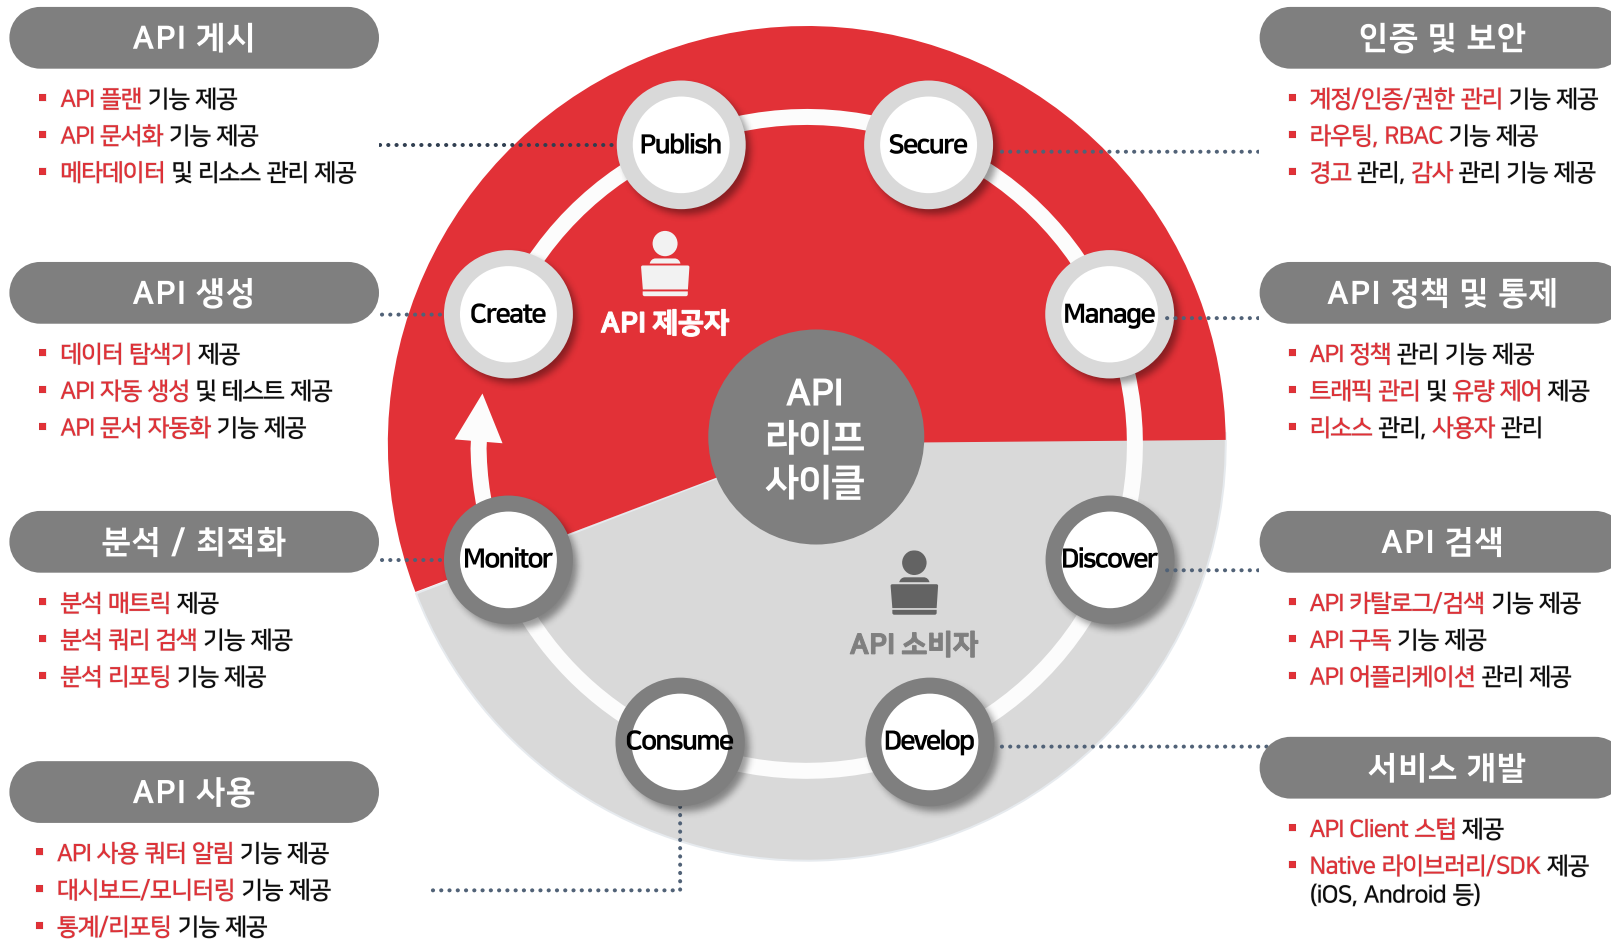 API 게시
API 플랜 기능 제공
API 문서화 기능 제공
메타데이터 및 리소스 관리 제공
API 생성
데이터 탐색기 제공
API 자동 생성 및 테스트 제공
API 문서 자동화 기능 제공
분석 / 최적화
분석 매트릭 제공
분석 쿼리 검색 기능 제공
분석 리포팅 기능 제공
API 사용
API 사용 쿼터 알림 기능 제공
대시보드/모니터링 기능 제공
통계/리포팅 기능 제공
Publish
Secure
Create
Manage
API 제공자
API
라이프
사이클
Monitor
Discover
API 소비자
Consume
Develop
인증 및 보안
계정/인증/권한 관리 기능 제공
라우팅, RBAC 기능 제공
경고 관리, 감사 관리 기능 제공
API 정책 및 통제
API 정책 관리 기능 제공
트래픽 관리 및 유량 제어 제공
리소스 관리, 사용자 관리
API 검색
API 카탈로그/검색 기능 제공
API 구독 기능 제공
API 어플리케이션 관리 제공
서비스 개발
API Client 스텁 제공
Native 라이브러리/SDK 제공
(iOS, Android 등)